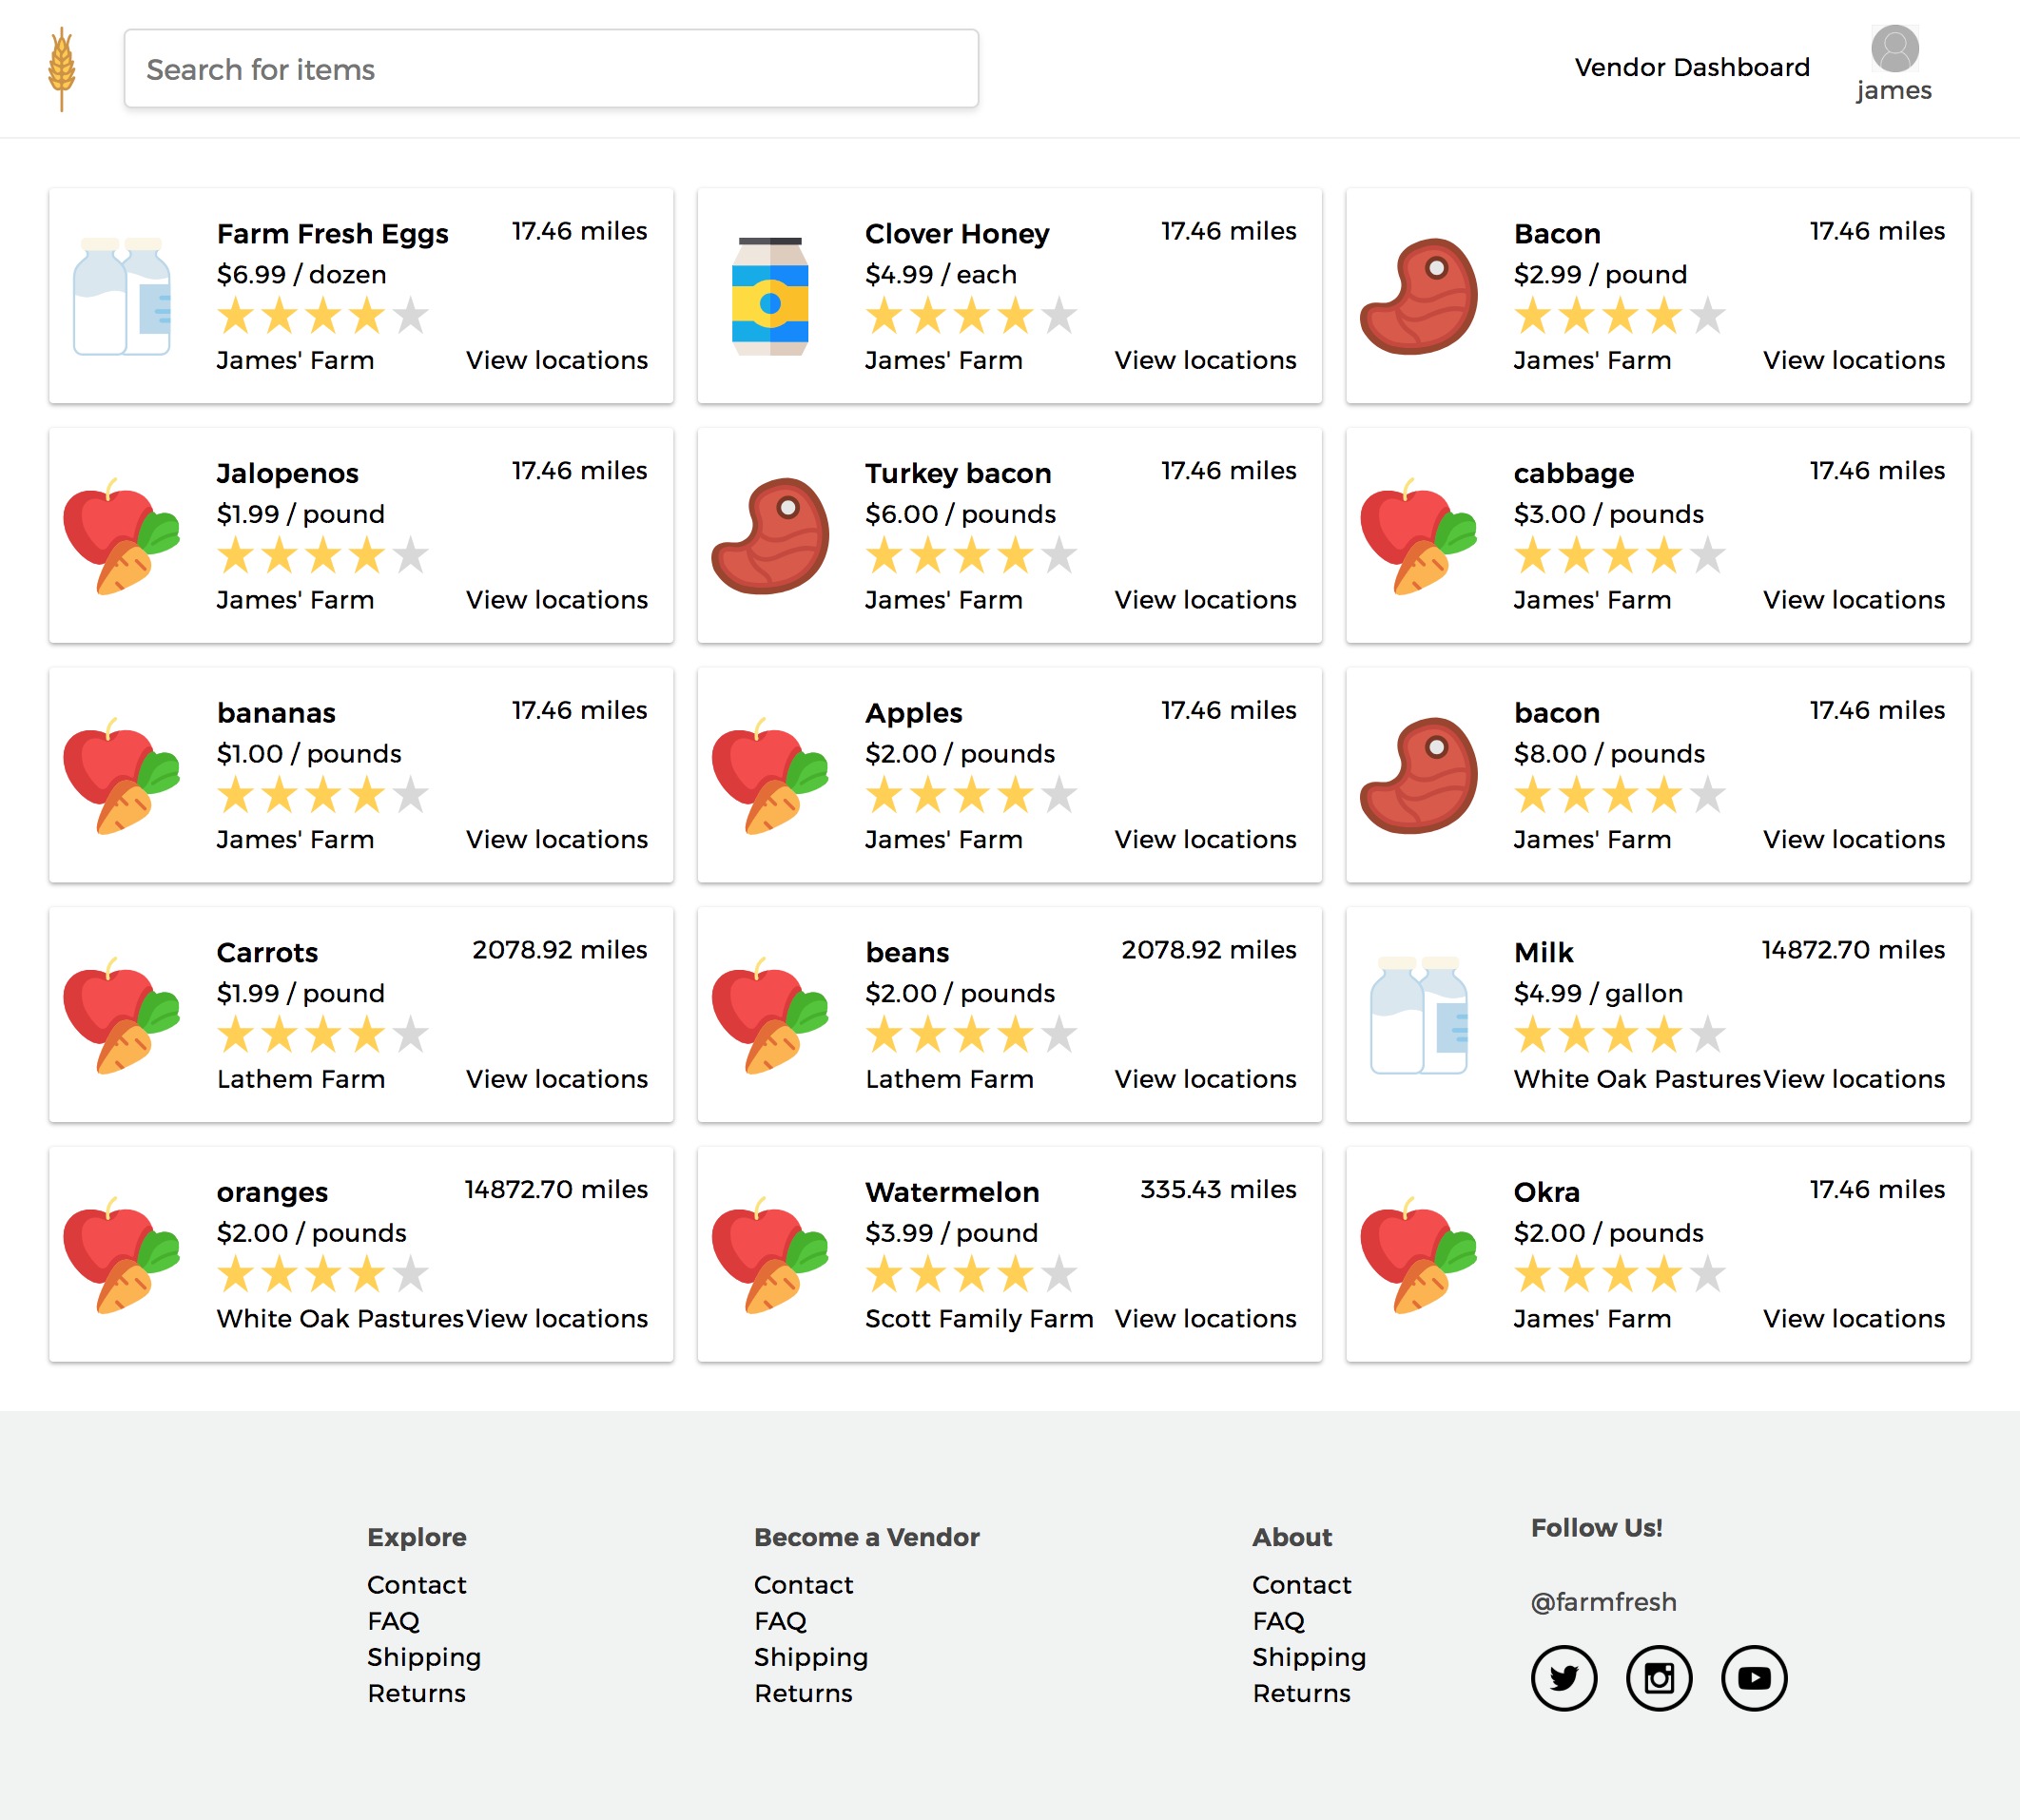 Search for items
Vendor Dashboard
james
Farm Fresh Eggs 17.46 miles
$6.99 / dozen
James' Farm View locations
Clover Honey 17.46 miles
$4.99 / each
James' Farm View locations
Bacon 17.46 miles
$2.99 / pound
James' Farm View locations
Jalopenos 17.46 miles
$1.99 / pound
James' Farm View locations
Turkey bacon 17.46 miles
$6.00 / pounds
James' Farm View locations
cabbage 17.46 miles
$3.00 / pounds
James' Farm View locations
bananas 17.46 miles
$1.00 / pounds
James' Farm View locations
Apples 17.46 miles
$2.00 / pounds
James' Farm View locations
bacon 17.46 miles
$8.00 / pounds
James' Farm View locations
Carrots 2078.92 miles
$1.99 / pound
Lathem Farm View locations
beans 2078.92 miles
$2.00 / pounds
Lathem Farm View locations
Milk 14872.70 miles
$4.99 / gallon
White Oak Pastures View locations
oranges 14872.70 miles
$2.00 / pounds
White Oak Pastures View locations
Watermelon 335.43 miles
$3.99 / pound
Scott Family Farm View locations
Okra 17.46 miles
$2.00 / pounds
James' Farm View locations
Explore
Contact
FAQ
Shipping
Returns
Become a Vendor
Contact
FAQ
Shipping
Returns
About
Contact
FAQ
Shipping
Returns
Follow Us!
@farmfresh